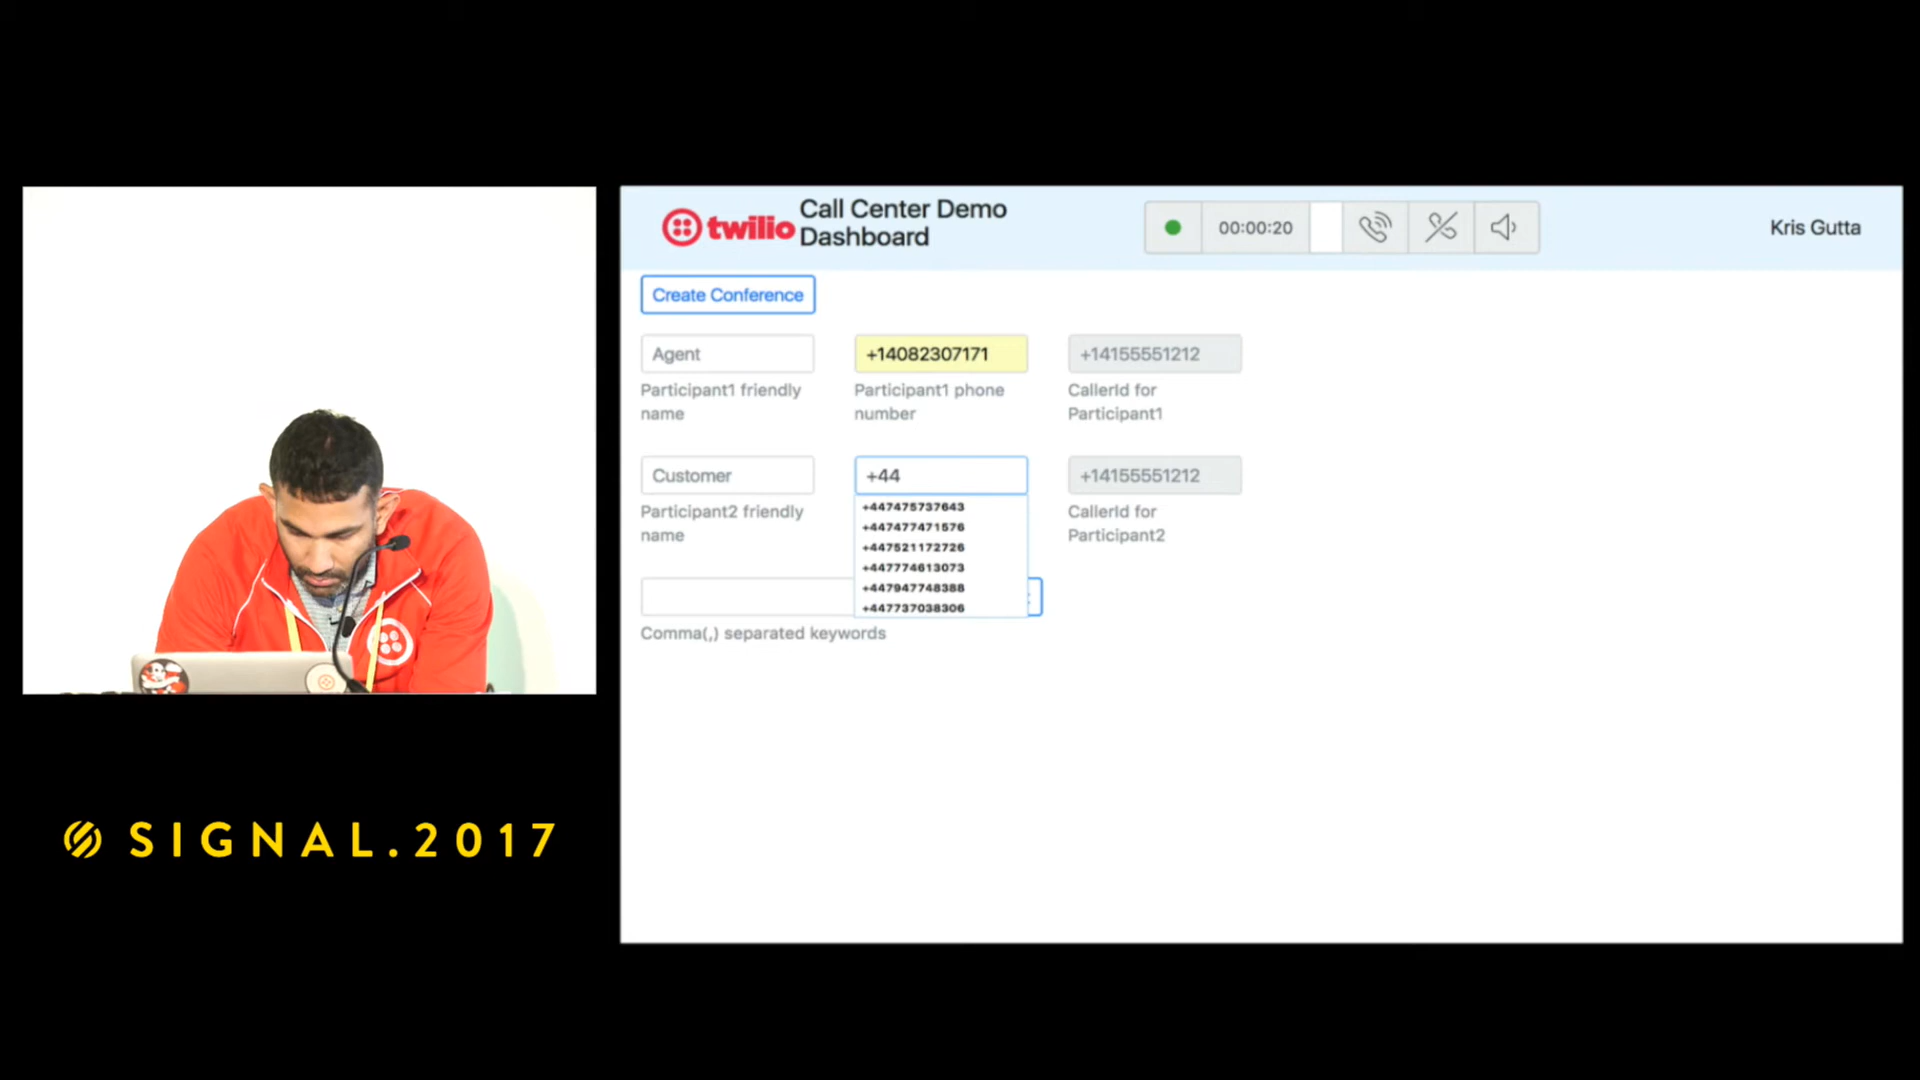 twilio
Call Center Demo
Dashboard
00:00:20
Kris Gutta
Create Conference
Agent
+14082307171
+14155551212
Participant1 friendly
name
Participant1 phone
number
CallerId for
Participant1
Customer
+44
+14155551212
+447475737643
+447477471576
+447521172726
+447774613073
+447947748388
+447737038306
Participant2 friendly
name
CallerId for
Participant2
Comma(,) separated keywords
SIGNAL.2017